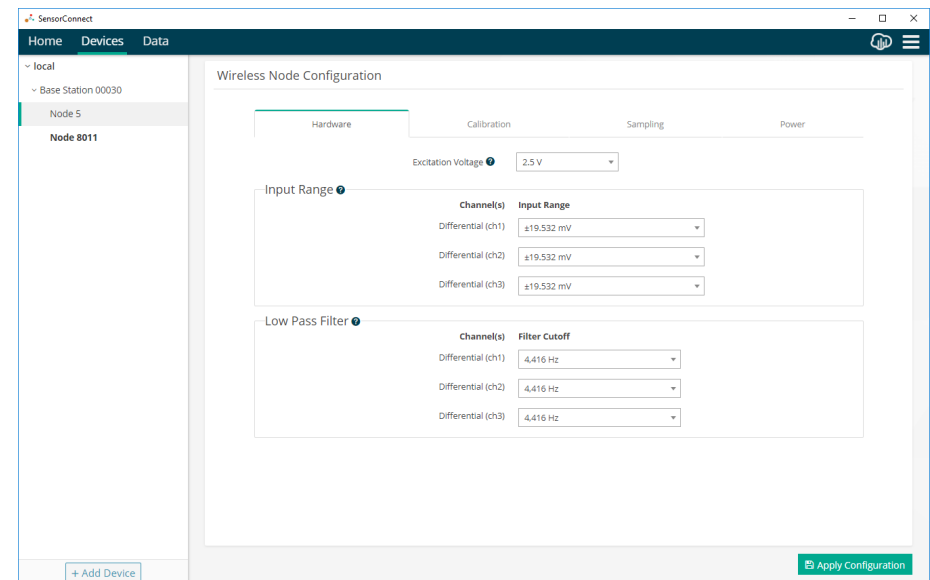 SensorConnect
Home Devices Data
local
Base Station 00030
Node 5
Node 8011
+ Add Device
Wireless Node Configuration
Hardware Calibration Sampling Power
Excitation Voltage ? 2.5 V
Input Range ?
Channel(s) Input Range
Differential (ch1) ±19.532 mV
Differential (ch2) ±19.532 mV
Differential (ch3) ±19.532 mV
Low Pass Filter ?
Channel(s) Filter Cutoff
Differential (ch1) 4,416 Hz
Differential (ch2) 4,416 Hz
Differential (ch3) 4,416 Hz
Apply Configuration